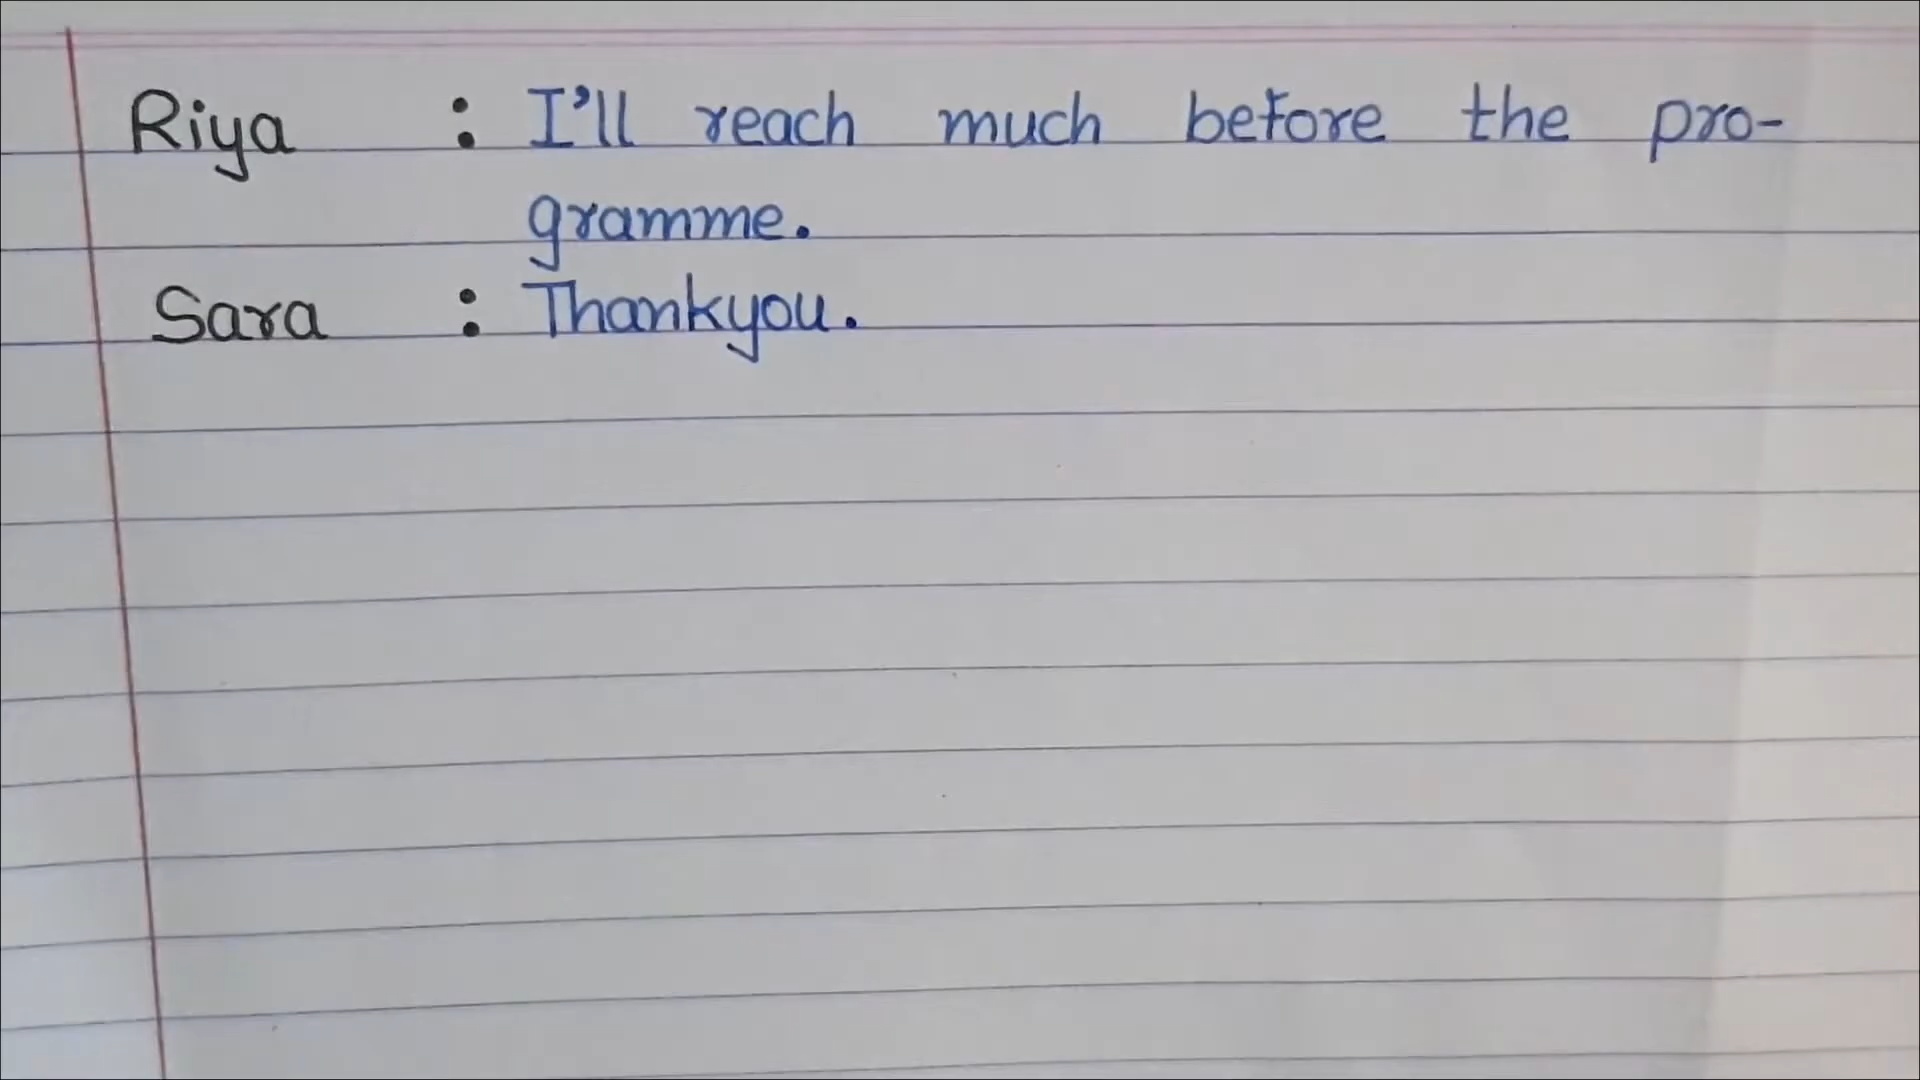 Riya : I'll reach much before the pro-
gramme.
Sara : Thankyou.